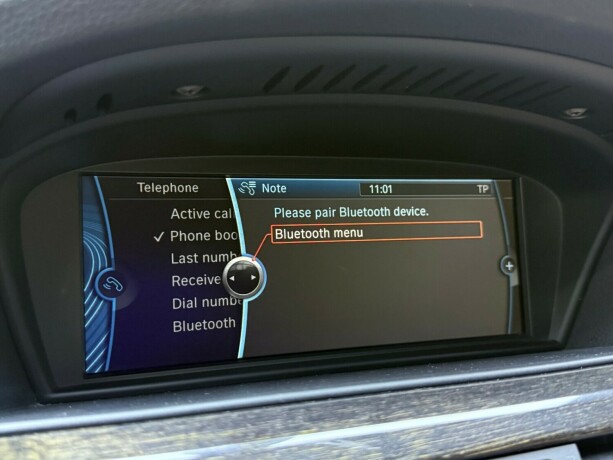 Telephone
Active cal
✓ Phone boo
Last numb
Receive
Dial numb
Bluetooth
Note
11:01
TP
Please pair Bluetooth device.
Bluetooth menu